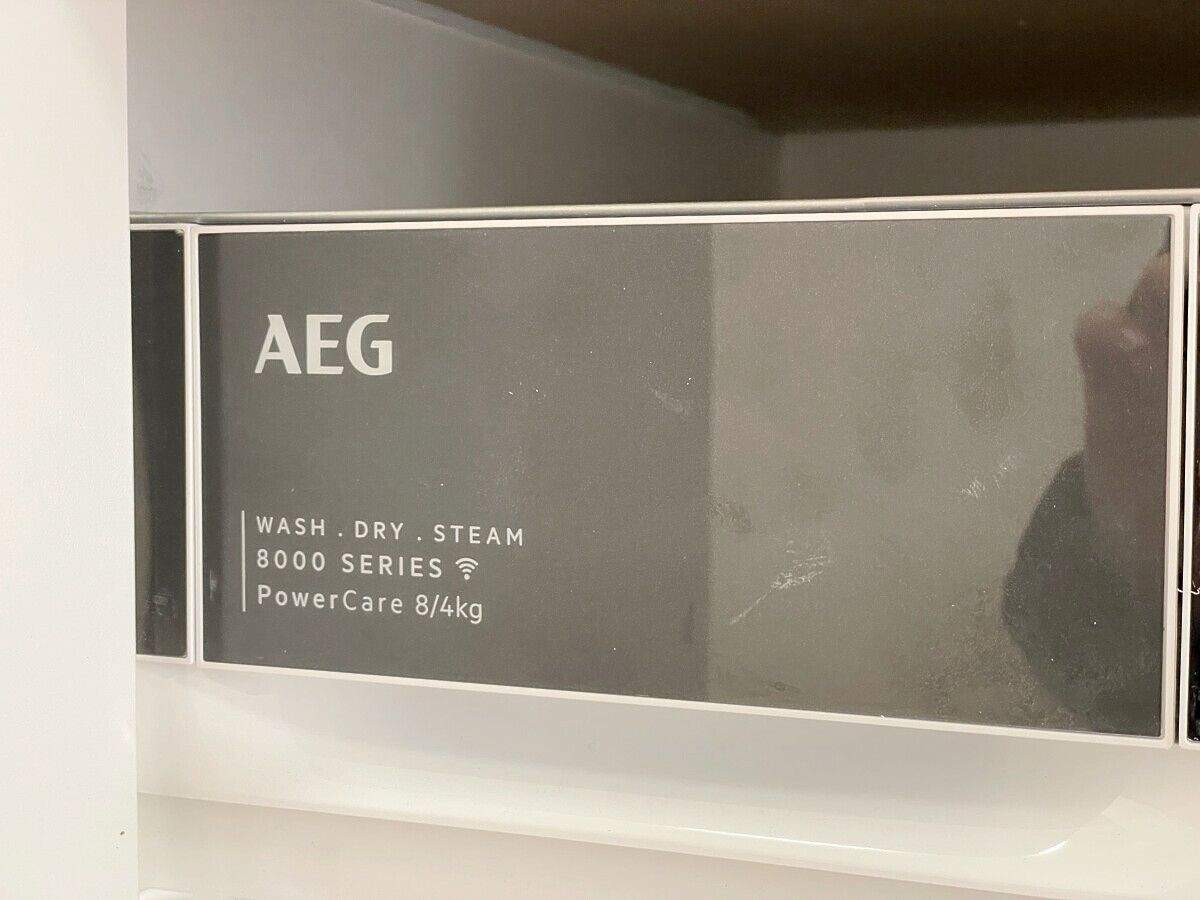 AEG
WASH . DRY . STEAM
8000 SERIES
PowerCare 8/4kg